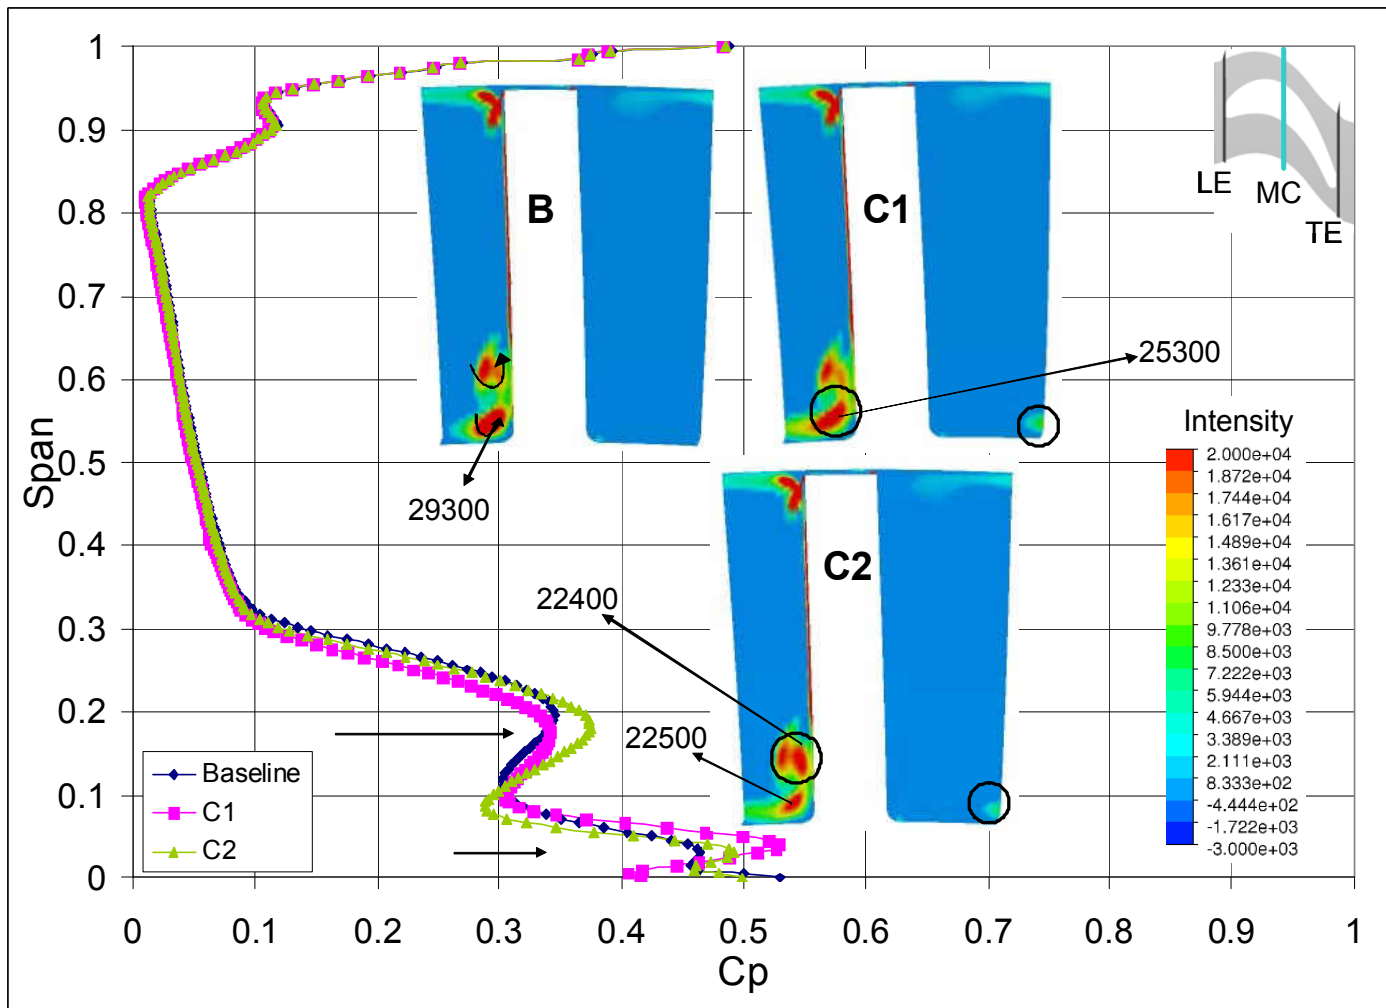 1
0.9
0.8
0.7
0.6
0.5
0.4
0.3
0.2
0.1
0
Span
0
0.1
0.2
0.3
0.4
0.5
0.6
0.7
0.8
0.9
1
Cp
B
C1
C2
29300
25300
22400
22500
LE
MC
TE
Intensity
2.000e+04
1.872e+04
1.744e+04
1.617e+04
1.489e+04
1.361e+04
1.233e+04
1.106e+04
9.778e+03
8.500e+03
7.222e+03
5.944e+03
4.667e+03
3.389e+03
2.111e+03
8.333e+02
-4.444e+02
-1.722e+03
-3.000e+03
Baseline
C1
C2